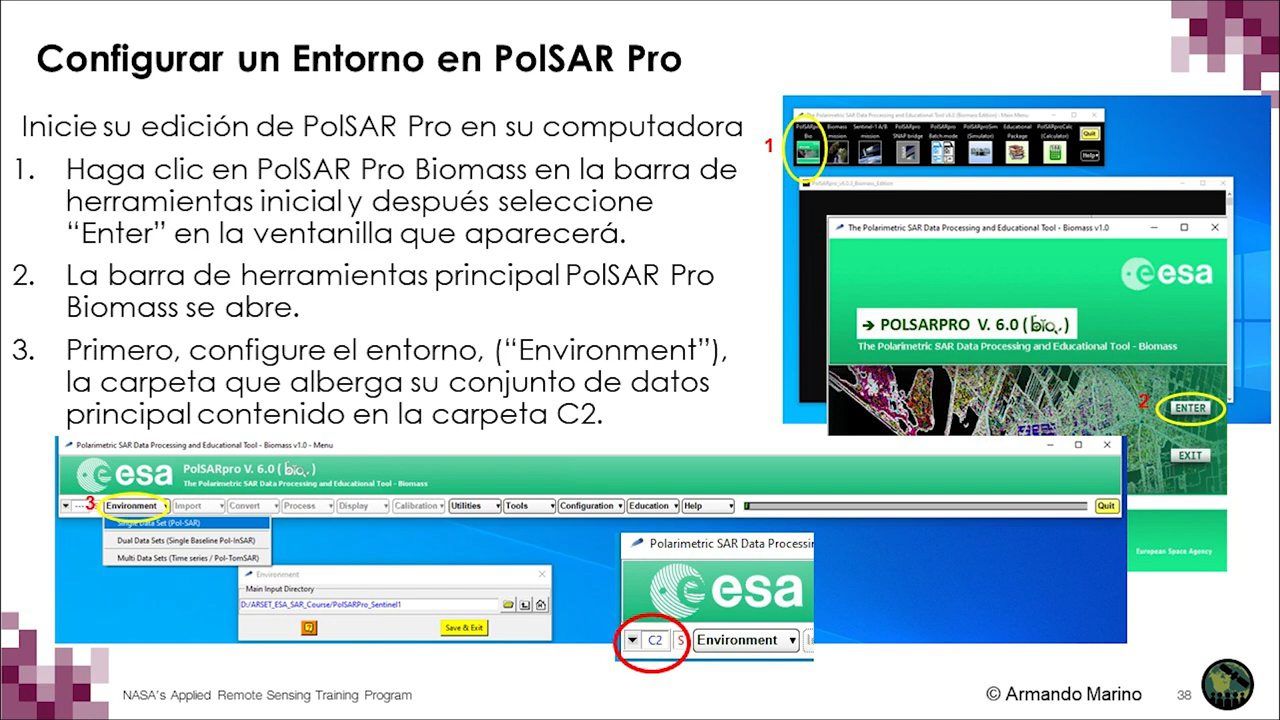 Configurar un Entorno en PolSAR Pro
Inicie su edición de PolSAR Pro en su computadora
1. Haga clic en PolSAR Pro Biomass en la barra de
herramientas inicial y después seleccione
“Enter” en la ventanilla que aparecerá.
2. La barra de herramientas principal PolSAR Pro
Biomass se abre.
3. Primero, configure el entorno, (“Environment”),
la carpeta que alberga su conjunto de datos
principal contenido en la carpeta C2.
1
Quit
Help
The Polarimetric SAR Data Processing and Educational Tool - Biomass v1.0
esa
➔ POLSARPRO V. 6.0 ( bio )
The Polarimetric SAR Data Processing and Educational Tool - Biomass
2
ENTER
EXIT
European Space Agency
Polarimetric SAR Data Processing and Educational Tool - Biomass v1.0 - Menu
esa
PolSARpro V. 6.0 ( bio )
The Polarimetric SAR Data Processing and Educational Tool - Biomass
3
--- Environment Import Convert Process Display Calibration Utilities Tools Configuration Education Help Quit
Single Data Set (Pol-SAR)
Dual Data Sets (Single Baseline Pol-InSAR)
Multi Data Sets (Time series / Pol-TomSAR)
Environment
Main Input Directory
D:/ARSET_ESA_SAR_Course/PolSARPro_Sentinel1
Save & Exit
Polarimetric SAR Data Processin
esa
C2 S Environment
NASA's Applied Remote Sensing Training Program
© Armando Marino
38